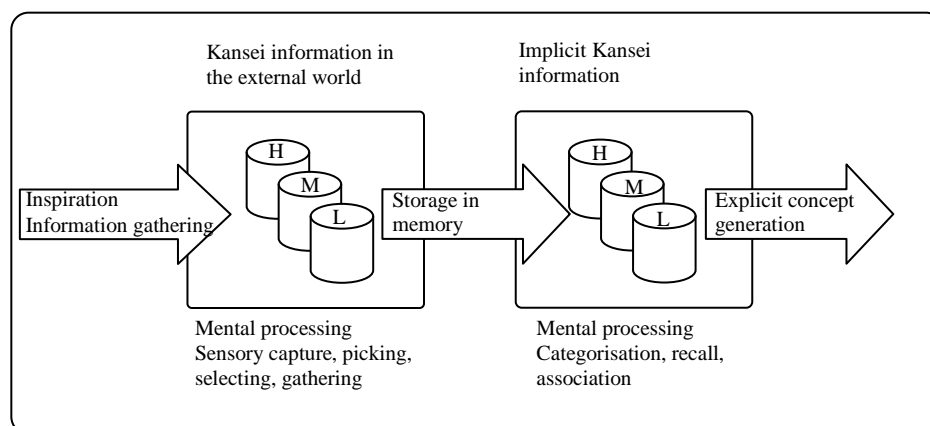 Kansei information in
the external world
Implicit Kansei
information
H
M
L
H
M
L
Inspiration
Information gathering
Storage in
memory
Explicit concept
generation
Mental processing
Sensory capture, picking,
selecting, gathering
Mental processing
Categorisation, recall,
association